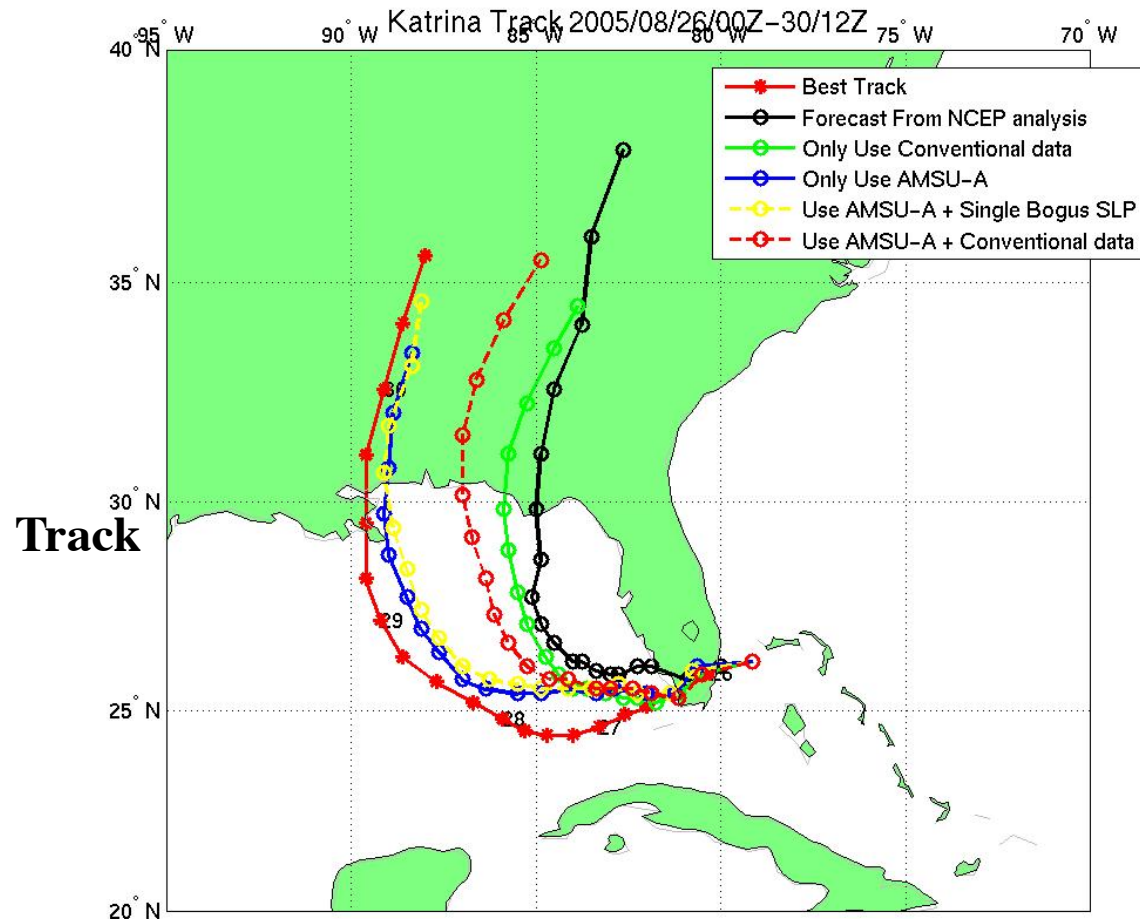 Katrina Track 2005/08/26/00Z-30/12Z
95° W 90° W 85° W 80° W 75° W 70° W
40° N
Best Track
Forecast From NCEP analysis
Only Use Conventional data
Only Use AMSU-A
Use AMSU-A + Single Bogus SLP
Use AMSU-A + Conventional data
35° N
30
30° N
Track
29
26
25° N
28
27
20° N